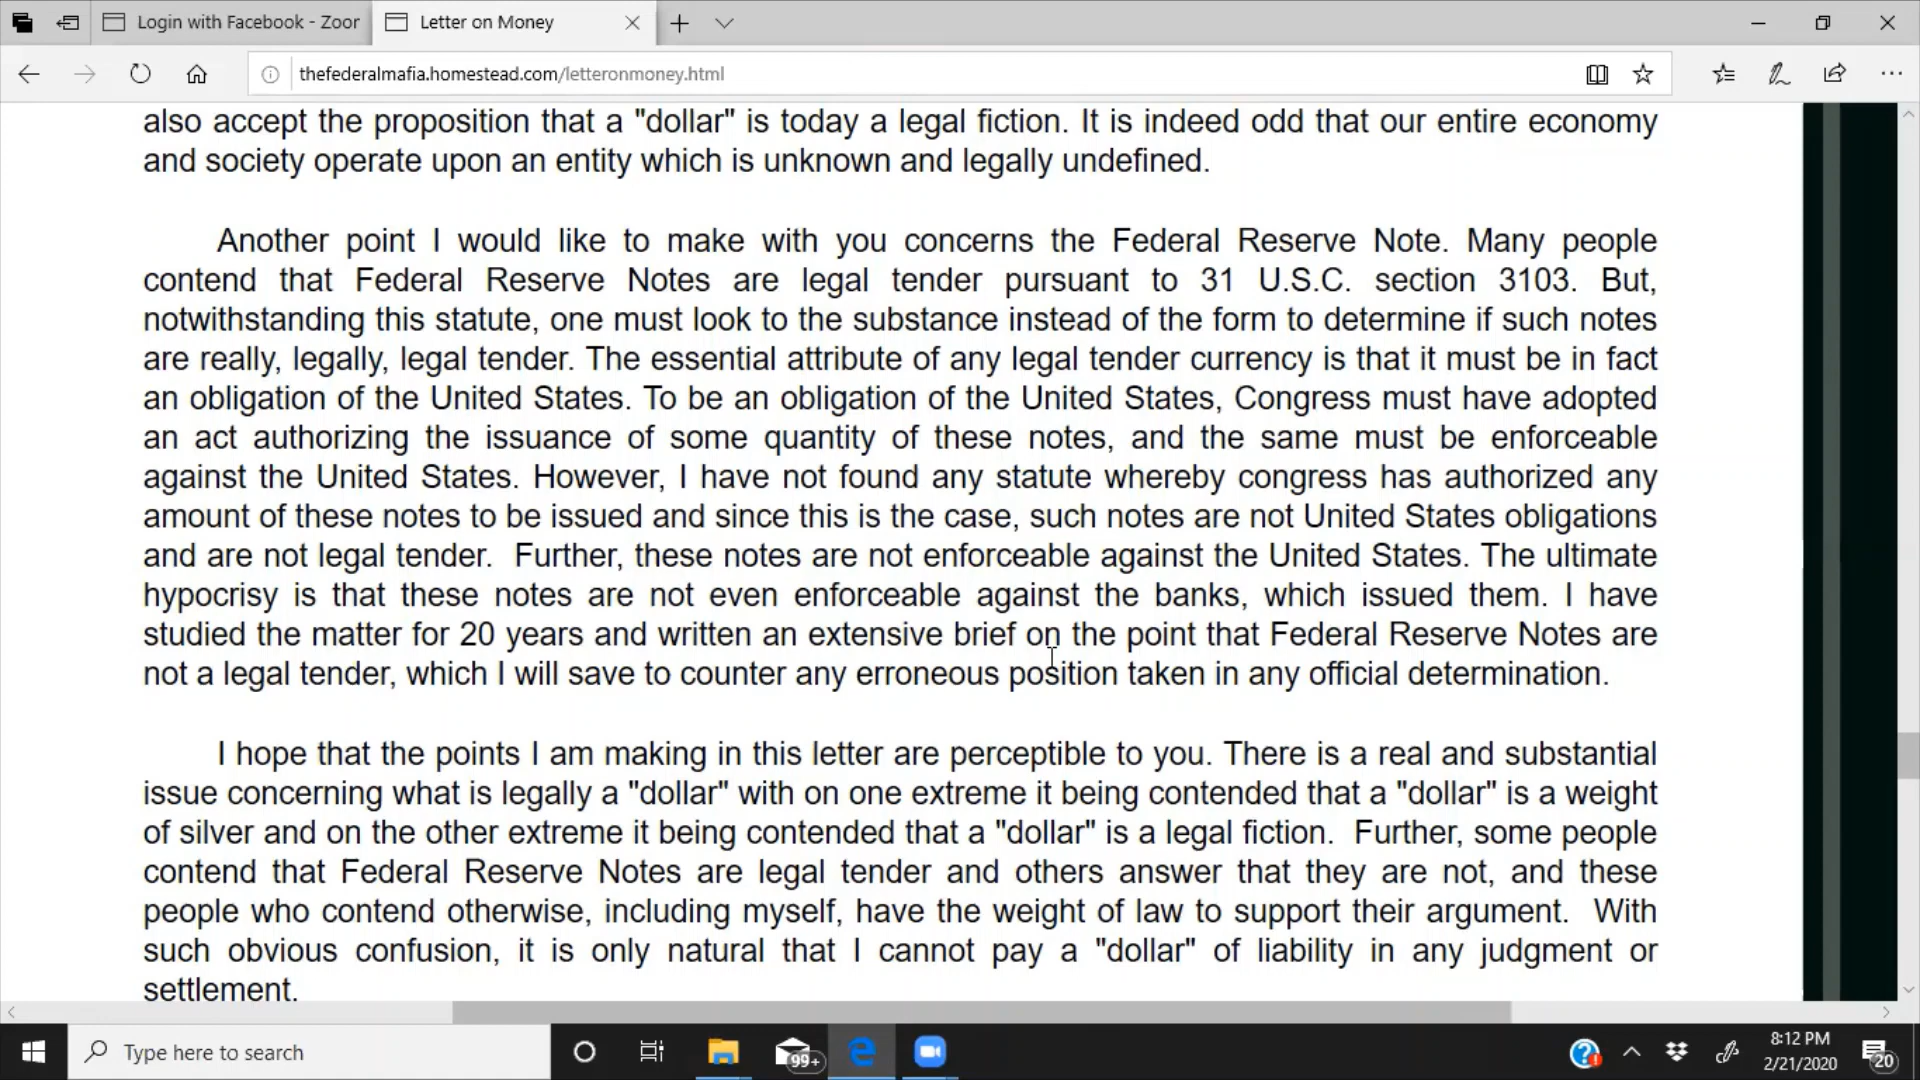 Login with Facebook - Zoor
Letter on Money
thefederalmafia.homestead.com/letteronmoney.html
also accept the proposition that a "dollar" is today a legal fiction. It is indeed odd that our entire economy
and society operate upon an entity which is unknown and legally undefined.
Another point I would like to make with you concerns the Federal Reserve Note. Many people
contend that Federal Reserve Notes are legal tender pursuant to 31 U.S.C. section 3103. But,
notwithstanding this statute, one must look to the substance instead of the form to determine if such notes
are really, legally, legal tender. The essential attribute of any legal tender currency is that it must be in fact
an obligation of the United States. To be an obligation of the United States, Congress must have adopted
an act authorizing the issuance of some quantity of these notes, and the same must be enforceable
against the United States. However, I have not found any statute whereby congress has authorized any
amount of these notes to be issued and since this is the case, such notes are not United States obligations
and are not legal tender.  Further, these notes are not enforceable against the United States. The ultimate
hypocrisy is that these notes are not even enforceable against the banks, which issued them. I have
studied the matter for 20 years and written an extensive brief on the point that Federal Reserve Notes are
not a legal tender, which I will save to counter any erroneous position taken in any official determination.
I hope that the points I am making in this letter are perceptible to you. There is a real and substantial
issue concerning what is legally a "dollar" with on one extreme it being contended that a "dollar" is a weight
of silver and on the other extreme it being contended that a "dollar" is a legal fiction.  Further, some people
contend that Federal Reserve Notes are legal tender and others answer that they are not, and these
people who contend otherwise, including myself, have the weight of law to support their argument.  With
such obvious confusion, it is only natural that I cannot pay a "dollar" of liability in any judgment or
settlement.
Type here to search
99+
8:12 PM
2/21/2020
20